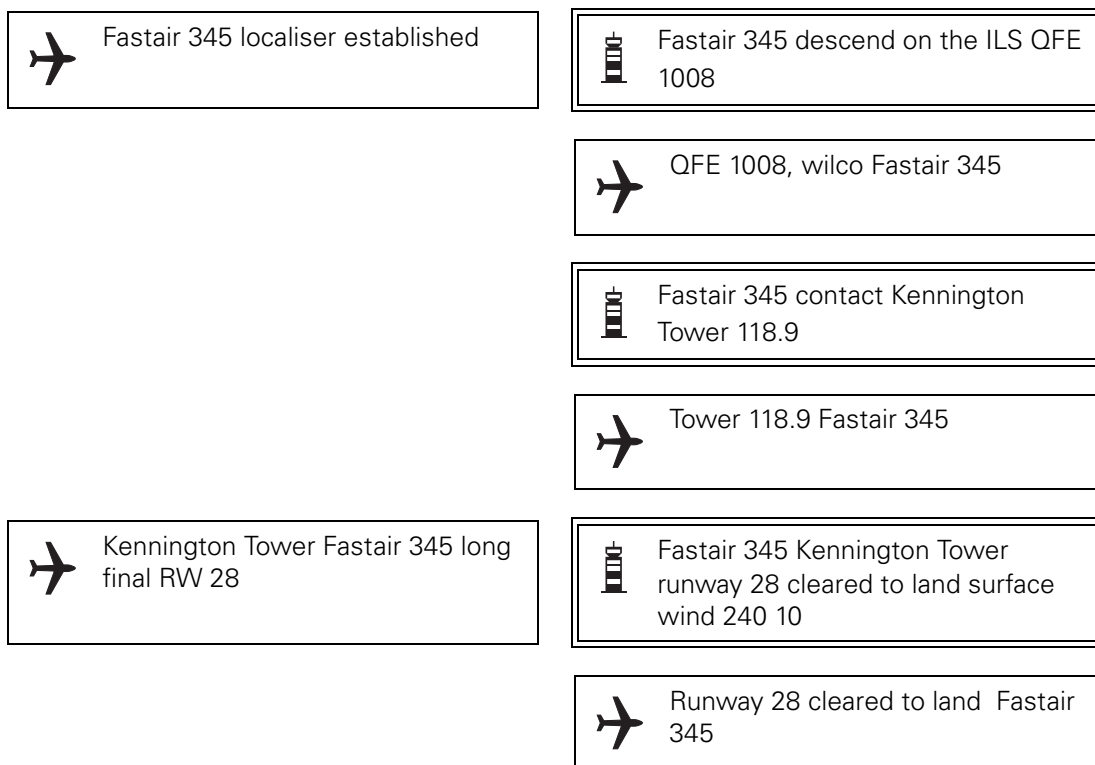 Fastair 345 localiser established
Fastair 345 descend on the ILS QFE
1008
QFE 1008, wilco Fastair 345
Fastair 345 contact Kennington
Tower 118.9
Tower 118.9 Fastair 345
Kennington Tower Fastair 345 long
final RW 28
Fastair 345 Kennington Tower
runway 28 cleared to land surface
wind 240 10
Runway 28 cleared to land  Fastair
345